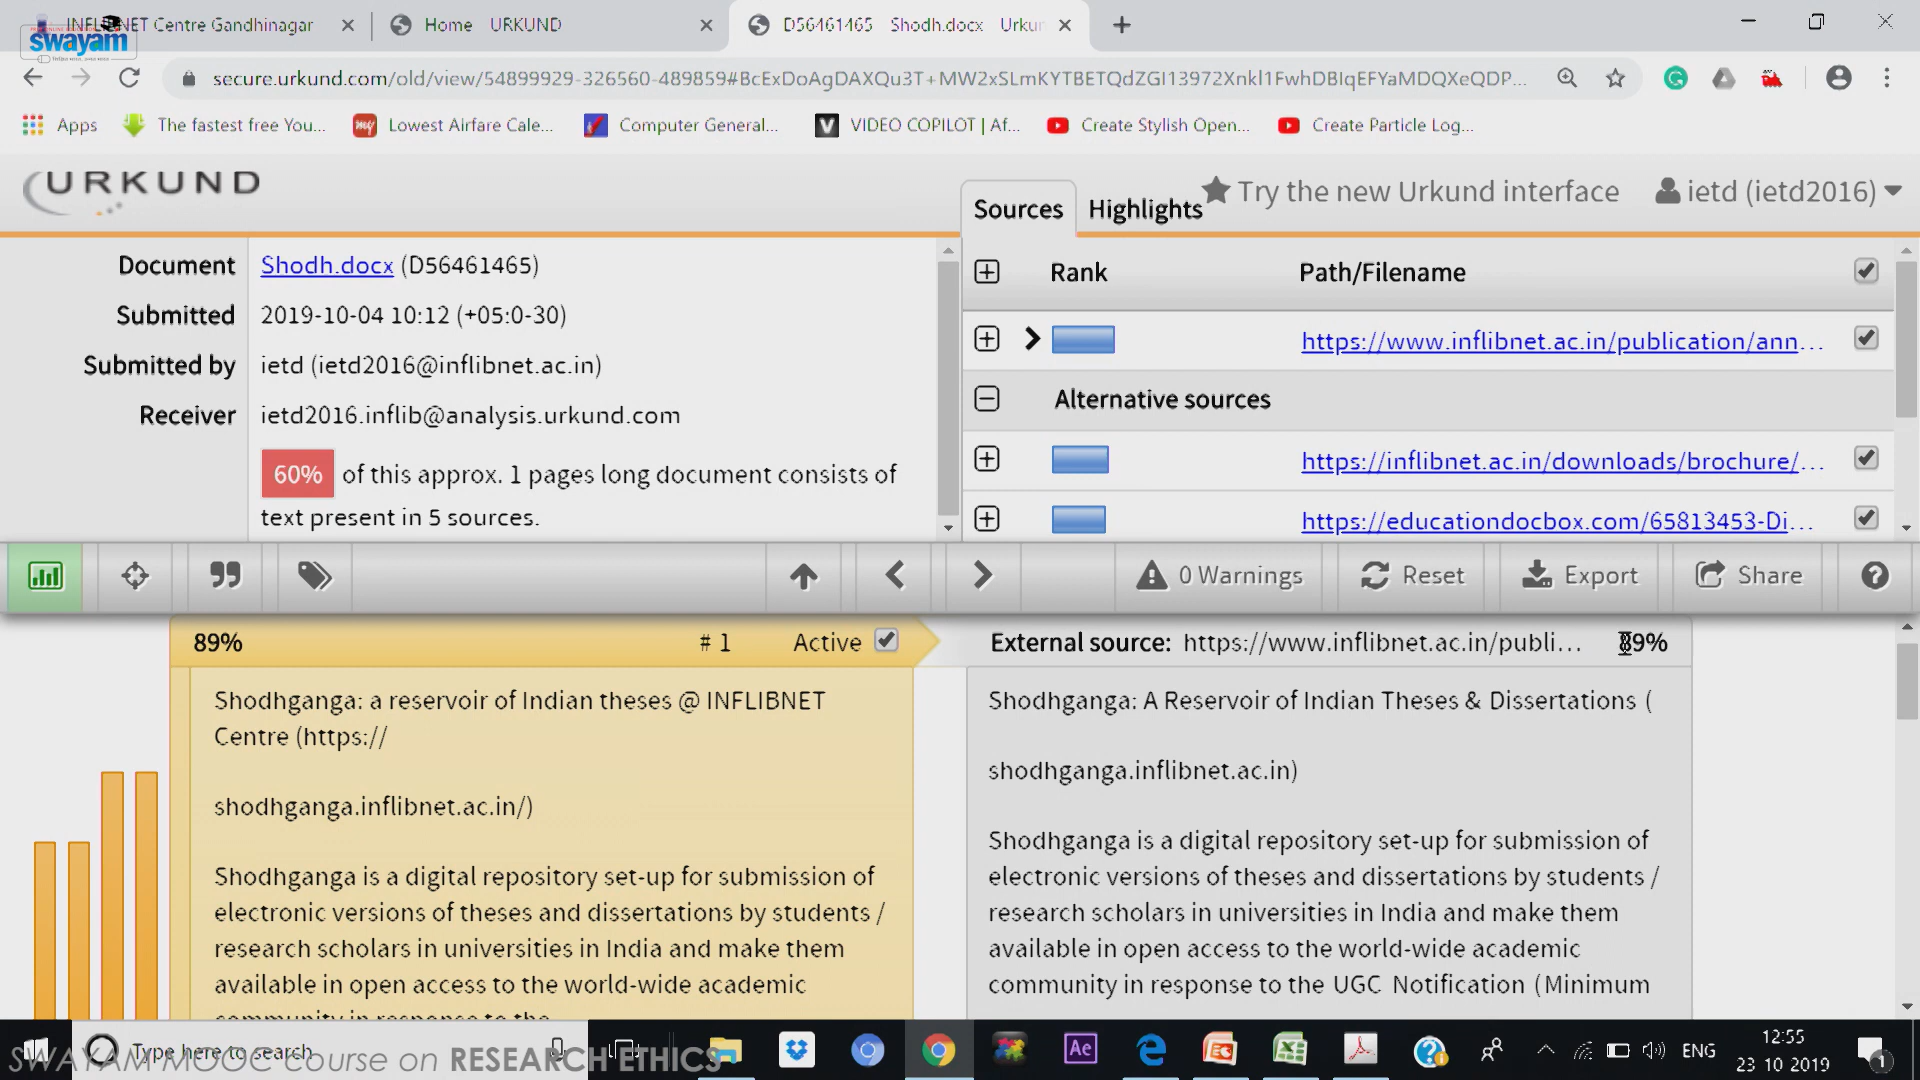 INFLIBNET Centre Gandhinagar
Home URKUND
D56461465 Shodh.docx Urkun
swayam
secure.urkund.com/old/view/54899929-326560-489859#BcExDoAgDAXQu3T+MW2xSLmKYTBETQdZGI13972Xnkl1FwhDBIqEFYaMDQXeQDP...
Apps
The fastest free You...
Lowest Airfare Cale...
Computer General...
VIDEO COPILOT | Af...
Create Stylish Open...
Create Particle Log...
URKUND
Sources
Highlights
Try the new Urkund interface
ietd (ietd2016)
Document Shodh.docx (D56461465)
Submitted 2019-10-04 10:12 (+05:0-30)
Submitted by ietd (ietd2016@inflibnet.ac.in)
Receiver ietd2016.inflib@analysis.urkund.com
60% of this approx. 1 pages long document consists of
text present in 5 sources.
Rank Path/Filename
https://www.inflibnet.ac.in/publication/ann...
Alternative sources
https://inflibnet.ac.in/downloads/brochure/...
https://educationdocbox.com/65813453-Di...
0 Warnings
Reset
Export
Share
89% # 1 Active
Shodhganga: a reservoir of Indian theses @ INFLIBNET
Centre (https://
shodhganga.inflibnet.ac.in/)
Shodhganga is a digital repository set-up for submission of
electronic versions of theses and dissertations by students /
research scholars in universities in India and make them
available in open access to the world-wide academic
community in response to the
External source: https://www.inflibnet.ac.in/publi... 89%
Shodhganga: A Reservoir of Indian Theses & Dissertations (
shodhganga.inflibnet.ac.in)
Shodhganga is a digital repository set-up for submission of
electronic versions of theses and dissertations by students /
research scholars in universities in India and make them
available in open access to the world-wide academic
community in response to the UGC Notification (Minimum
Type here to search
SWAYAM MOOC course on RESEARCH ETHICS
Ae
ENG
12:55
23-10-2019
1